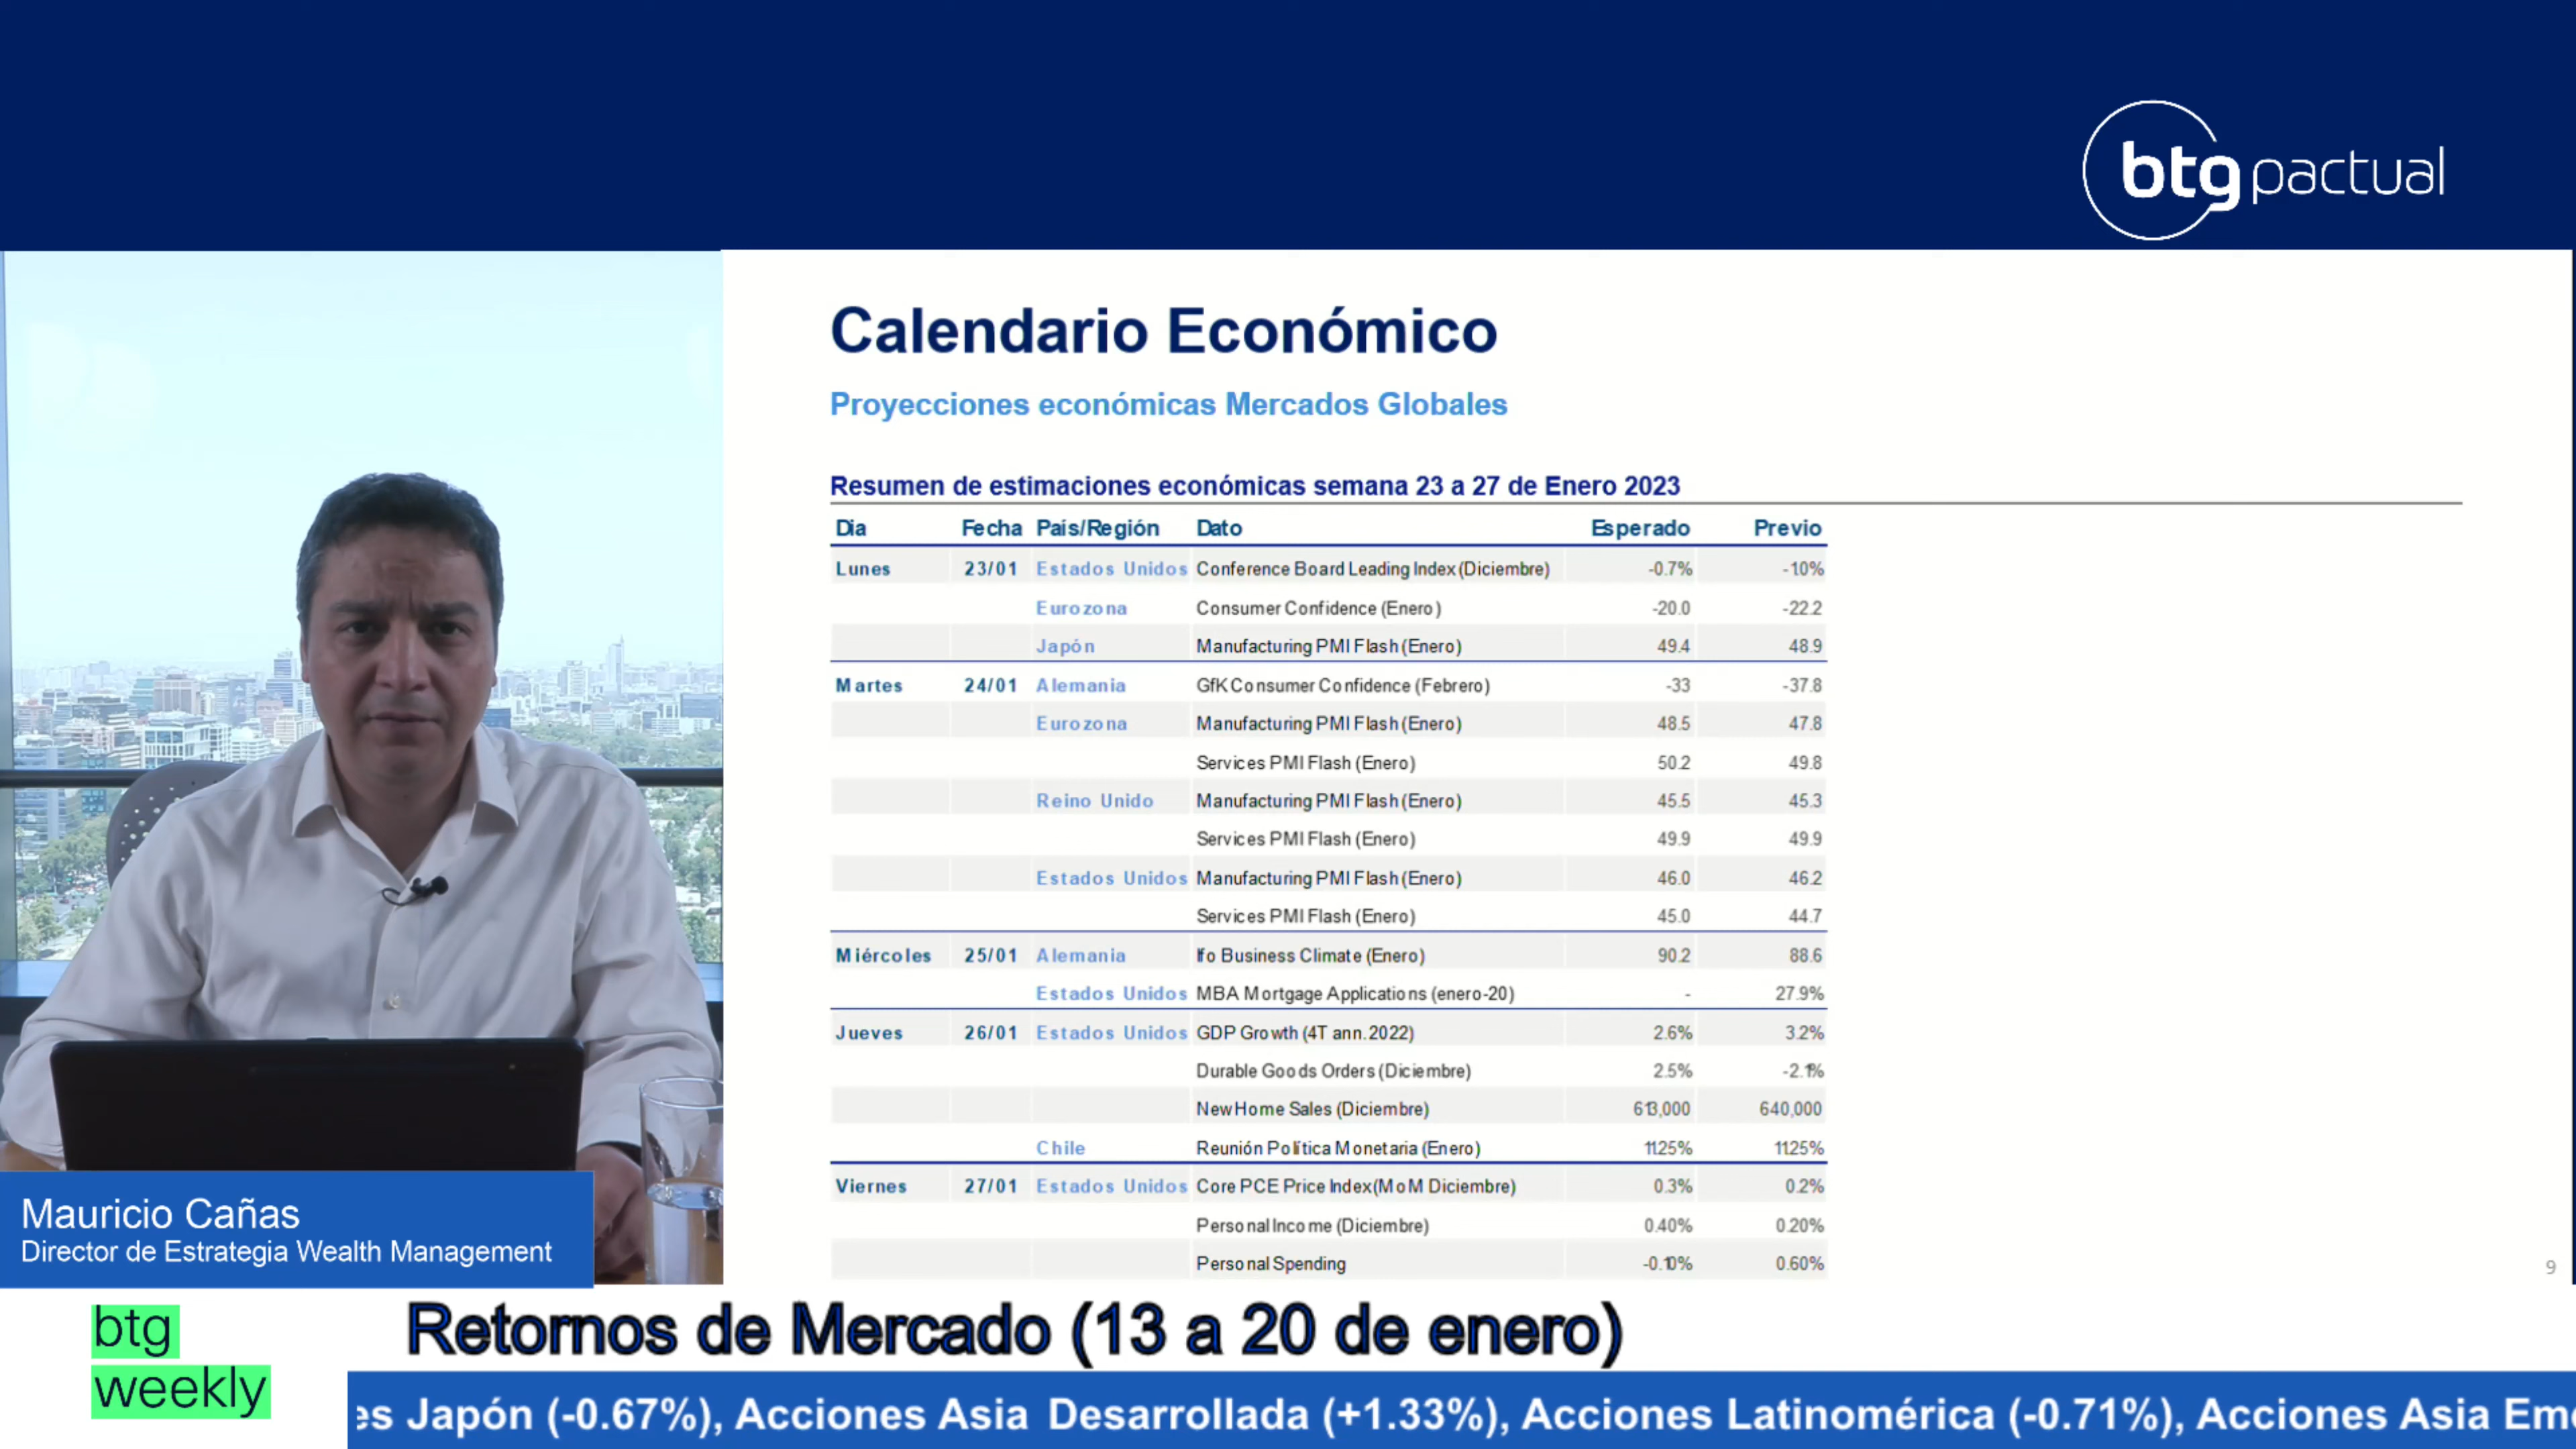 btg pactual
Calendario Económico
Proyecciones económicas Mercados Globales
Resumen de estimaciones económicas semana 23 a 27 de Enero 2023
Dia Fecha País/Región Dato Esperado Previo
Lunes 23/01 Estados Unidos Conference Board Leading Index (Diciembre) -0.7% -1.0%
Eurozona Consumer Confidence (Enero) -20.0 -22.2
Japón Manufacturing PMI Flash (Enero) 49.4 48.9
Martes 24/01 Alemania GfK Consumer Confidence (Febrero) -33 -37.8
Eurozona Manufacturing PMI Flash (Enero) 48.5 47.8
Services PMI Flash (Enero) 50.2 49.8
Reino Unido Manufacturing PMI Flash (Enero) 45.5 45.3
Services PMI Flash (Enero) 49.9 49.9
Estados Unidos Manufacturing PMI Flash (Enero) 46.0 46.2
Services PMI Flash (Enero) 45.0 44.7
Miércoles 25/01 Alemania Ifo Business Climate (Enero) 90.2 88.6
Estados Unidos MBA Mortgage Applications (enero-20) - 27.9%
Jueves 26/01 Estados Unidos GDP Growth (4T ann. 2022) 2.6% 3.2%
Durable Goods Orders (Diciembre) 2.5% -2.1%
New Home Sales (Diciembre) 613,000 640,000
Chile Reunión Política Monetaria (Enero) 11.25% 11.25%
Viernes 27/01 Estados Unidos Core PCE Price Index (MoM Diciembre) 0.3% 0.2%
Personal Income (Diciembre) 0.40% 0.20%
Personal Spending -0.10% 0.60%
9
Mauricio Cañas
Director de Estrategia Wealth Management
btg
weekly
Retornos de Mercado (13 a 20 de enero)
es Japón (-0.67%), Acciones Asia Desarrollada (+1.33%), Acciones Latinomérica (-0.71%), Acciones Asia Em